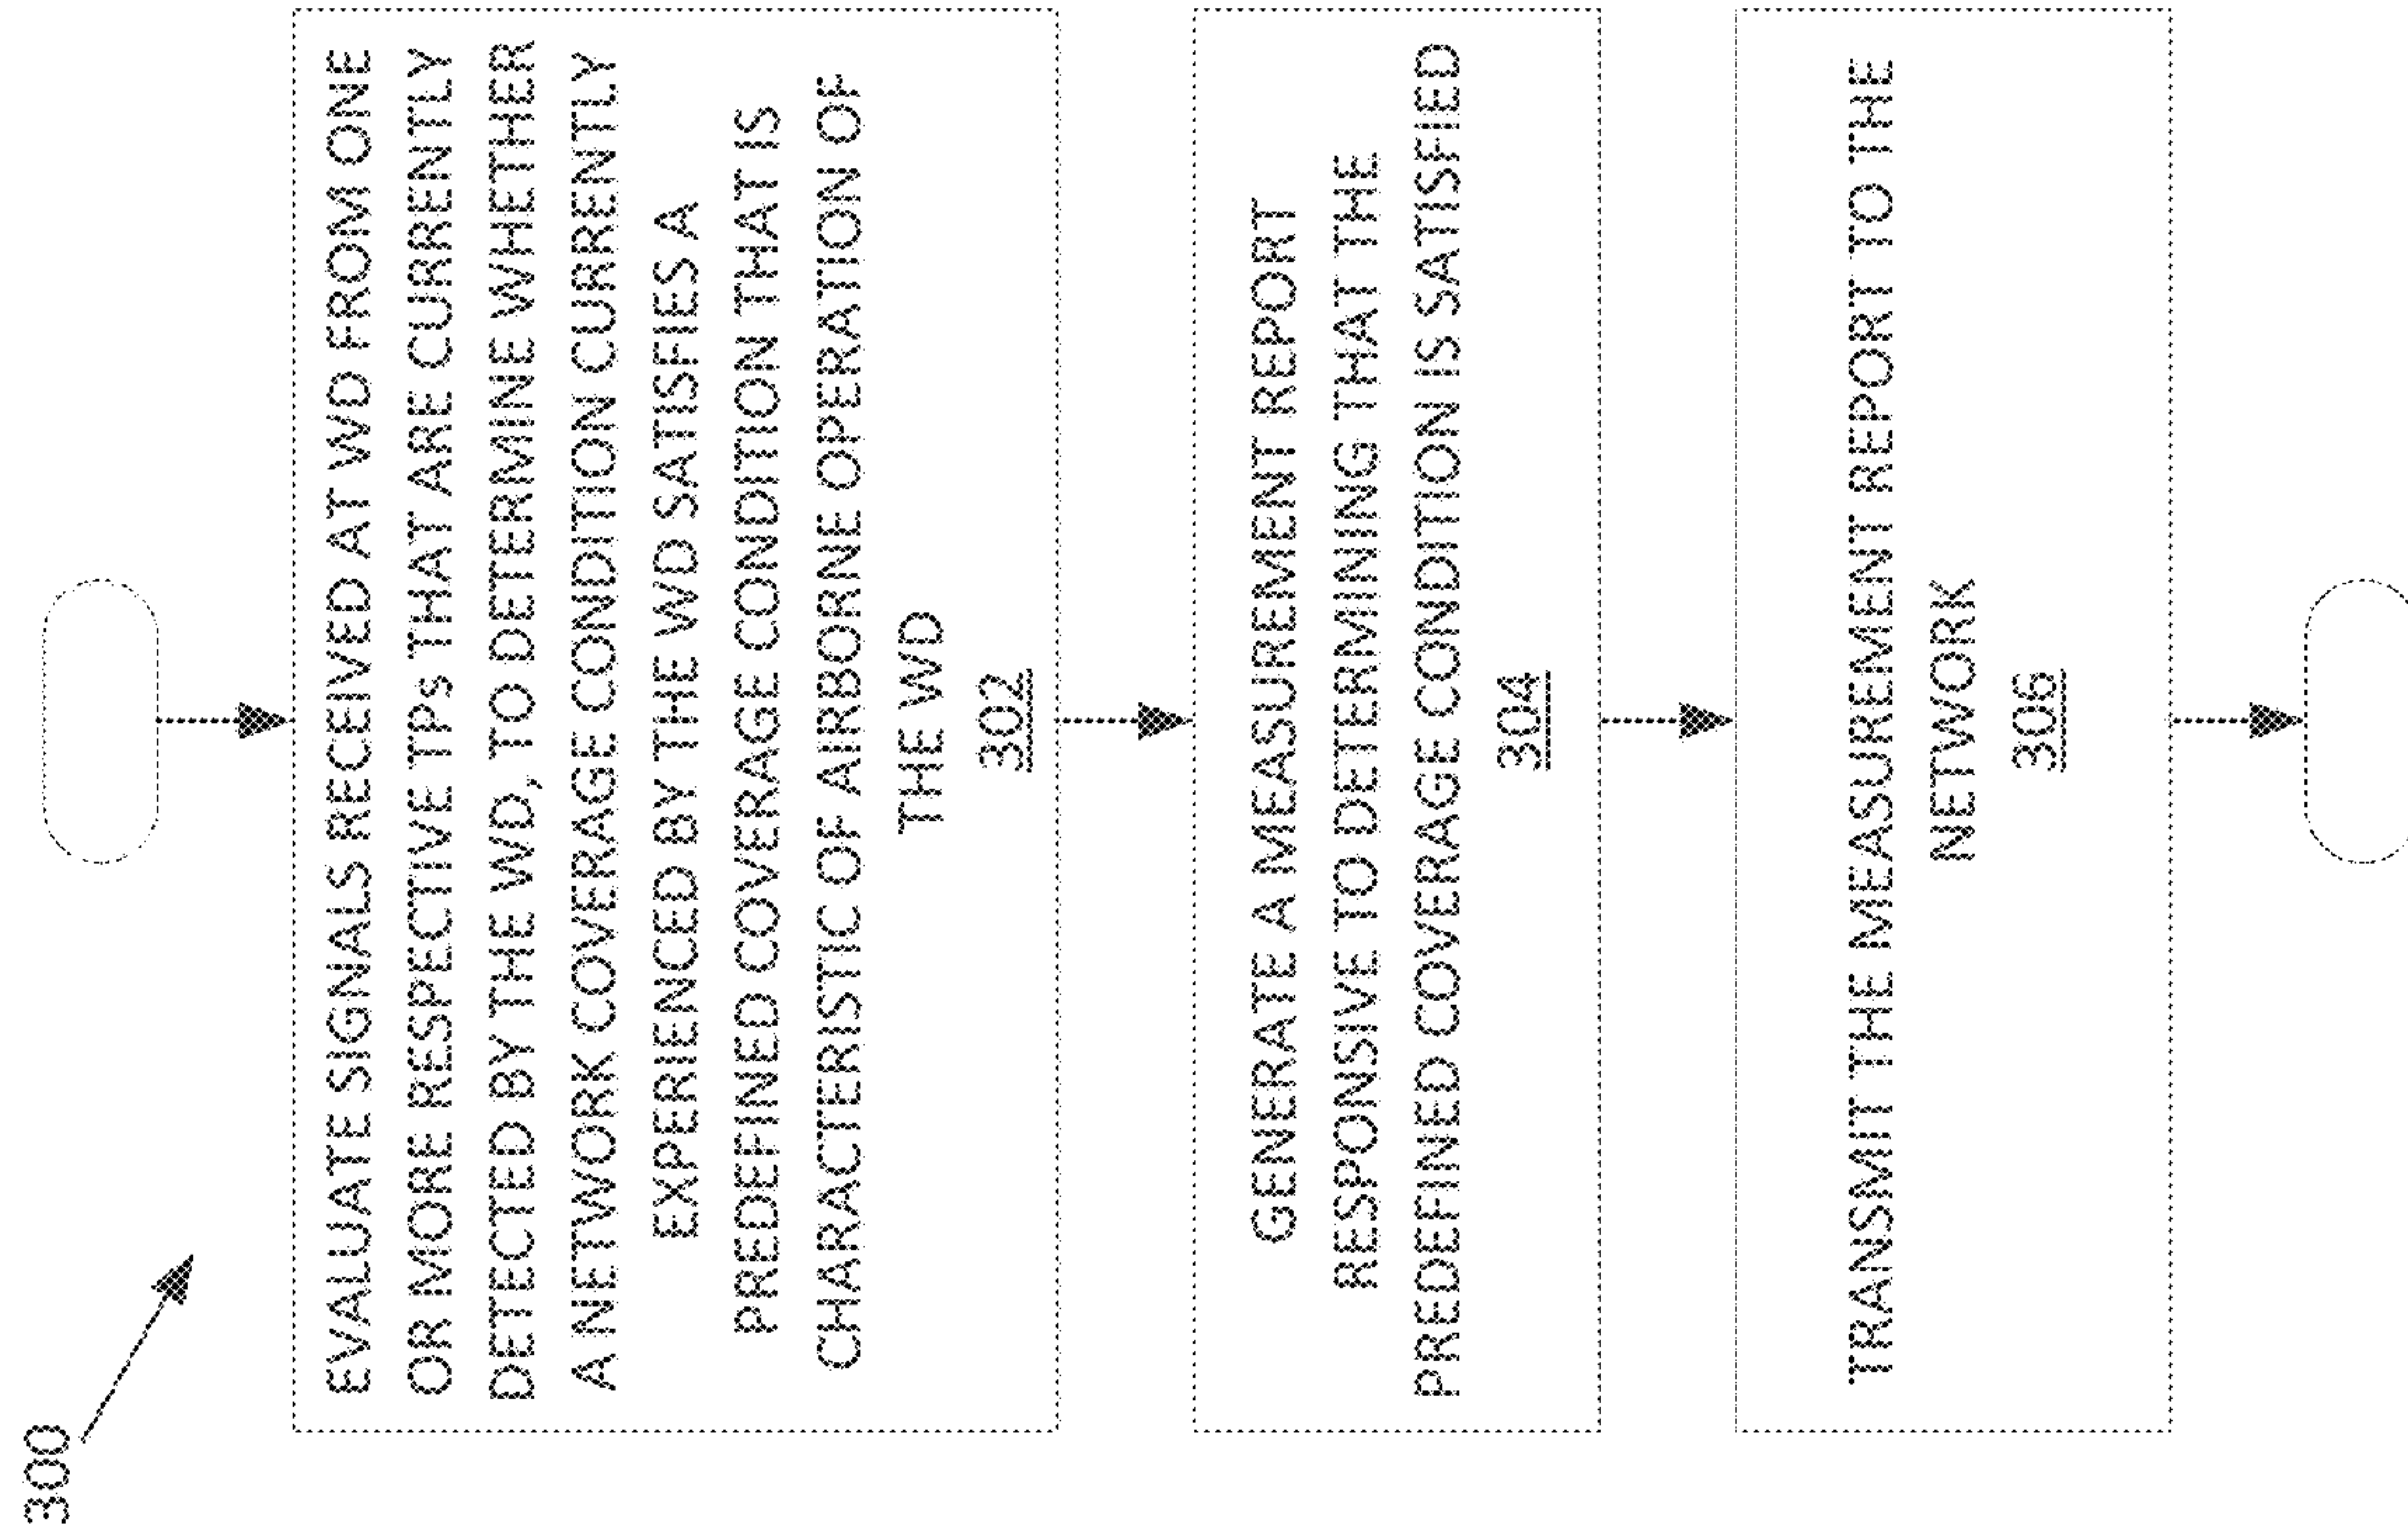 300
EVALUATE SIGNALS RECEIVED AT WD FROM ONE
OR MORE RESPECTIVE TPS THAT ARE CURRENTLY
DETECTED BY THE WD, TO DETERMINE WHETHER
A NETWORK COVERAGE CONDITION CURRENTLY
EXPERIENCED BY THE WD SATISFIES A
PREDEFINED COVERAGE CONDITION THAT IS
CHARACTERISTIC OF AIRBORNE OPERATION OF
THE WD
302
GENERATE A MEASUREMENT REPORT
RESPONSIVE TO DETERMINING THAT THE
PREDEFINED COVERAGE CONDITION IS SATISFIED
304
TRANSMIT THE MEASUREMENT REPORT TO THE
NETWORK
306